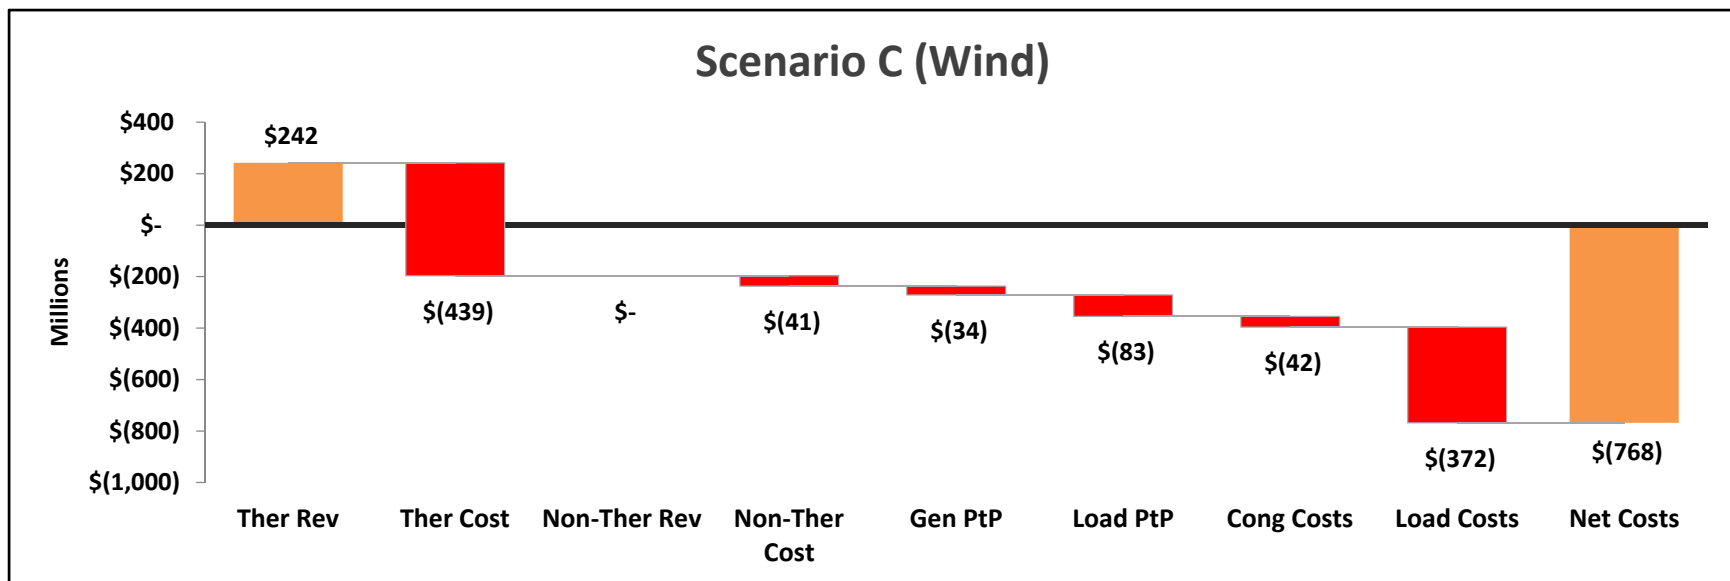 Scenario C (Wind)
Millions
$400
$200
$-
$(200)
$(400)
$(600)
$(800)
$(1,000)
$242
$(439)
$-
$(41)
$(34)
$(83)
$(42)
$(372)
$(768)
Ther Rev
Ther Cost
Non-Ther Rev
Non-Ther
Cost
Gen PtP
Load PtP
Cong Costs
Load Costs
Net Costs